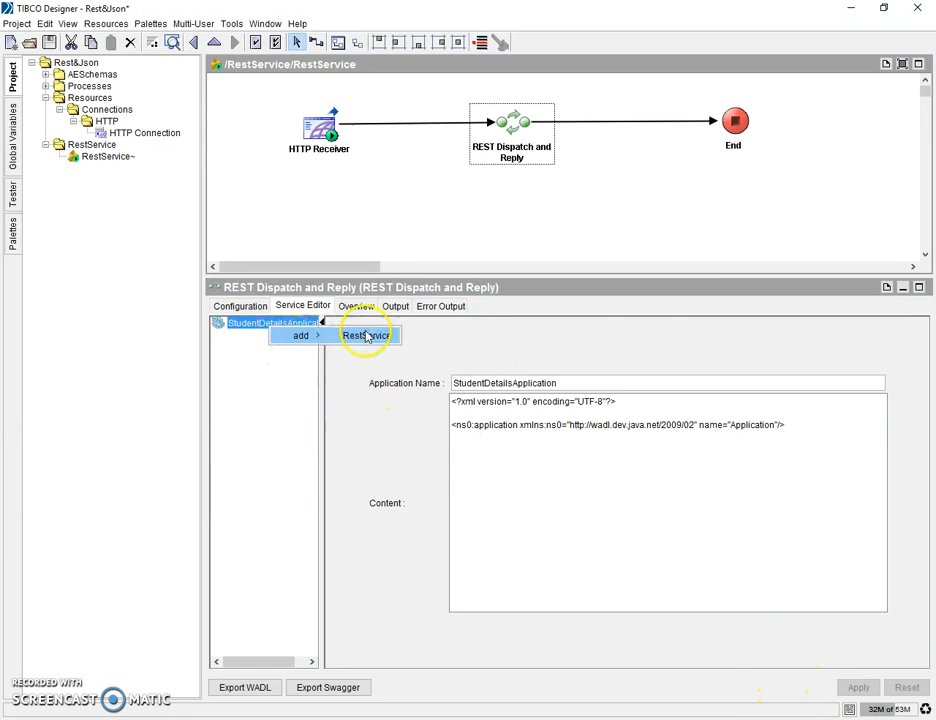 TIBCO Designer - Rest&Json*
Project Edit View Resources Palettes Multi-User Tools Window Help
Project
Global Variables
Tester
Palettes
Rest&Json
AESchemas
Processes
Resources
Connections
HTTP
HTTP Connection
RestService
RestService~
/RestService/RestService
HTTP Receiver
REST Dispatch and
Reply
End
REST Dispatch and Reply (REST Dispatch and Reply)
Configuration Service Editor Overview Output Error Output
StudentDetailsApplica
add RestService
Application Name : StudentDetailsApplication
<?xml version="1.0" encoding="UTF-8"?>
<ns0:application xmlns:ns0="http://wadl.dev.java.net/2009/02" name="Application"/>
Content :
Export WADL Export Swagger Apply Reset
RECORDED WITH
SCREENCAST MATIC
32M of 53M